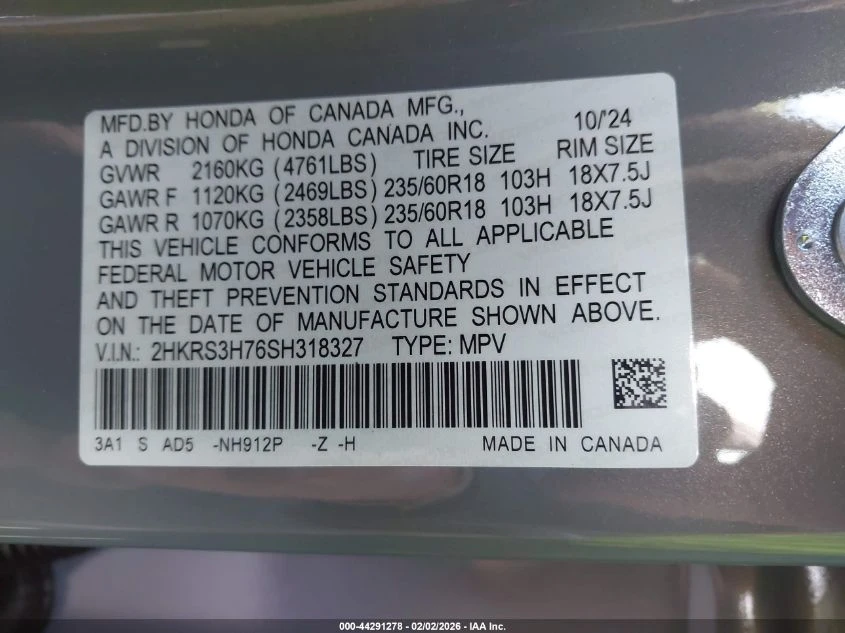 MFD.BY HONDA OF CANADA MFG., 10/'24
A DIVISION OF HONDA CANADA INC.
GVWR 2160KG (4761LBS) TIRE SIZE RIM SIZE
GAWR F 1120KG (2469LBS) 235/60R18 103H 18X7.5J
GAWR R 1070KG (2358LBS) 235/60R18 103H 18X7.5J
THIS VEHICLE CONFORMS TO ALL APPLICABLE
FEDERAL MOTOR VEHICLE SAFETY
AND THEFT PREVENTION STANDARDS IN EFFECT
ON THE DATE OF MANUFACTURE SHOWN ABOVE.
V.I.N.: 2HKRS3H76SH318327 TYPE: MPV
3A1 S AD5 -NH912P -Z -H MADE IN CANADA
000-44291278 - 02/02/2026 - IAA Inc.